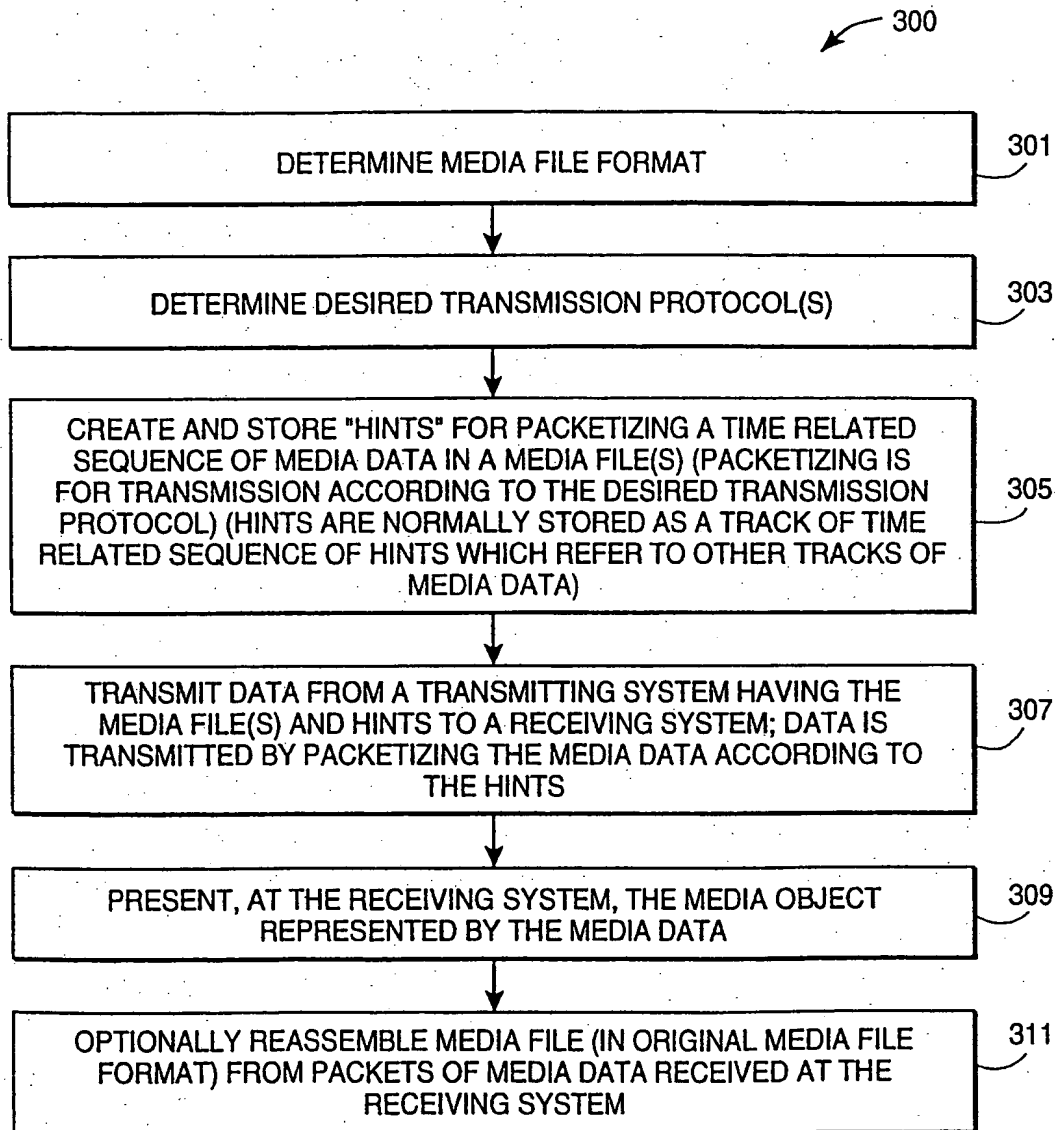 300
DETERMINE MEDIA FILE FORMAT
301
DETERMINE DESIRED TRANSMISSION PROTOCOL(S)
303
CREATE AND STORE "HINTS" FOR PACKETIZING A TIME RELATED
SEQUENCE OF MEDIA DATA IN A MEDIA FILE(S) (PACKETIZING IS
FOR TRANSMISSION ACCORDING TO THE DESIRED TRANSMISSION
PROTOCOL) (HINTS ARE NORMALLY STORED AS A TRACK OF TIME
RELATED SEQUENCE OF HINTS WHICH REFER TO OTHER TRACKS OF
MEDIA DATA)
305
TRANSMIT DATA FROM A TRANSMITTING SYSTEM HAVING THE
MEDIA FILE(S) AND HINTS TO A RECEIVING SYSTEM; DATA IS
TRANSMITTED BY PACKETIZING THE MEDIA DATA ACCORDING TO
THE HINTS
307
PRESENT, AT THE RECEIVING SYSTEM, THE MEDIA OBJECT
REPRESENTED BY THE MEDIA DATA
309
OPTIONALLY REASSEMBLE MEDIA FILE (IN ORIGINAL MEDIA FILE
FORMAT) FROM PACKETS OF MEDIA DATA RECEIVED AT THE
RECEIVING SYSTEM
311